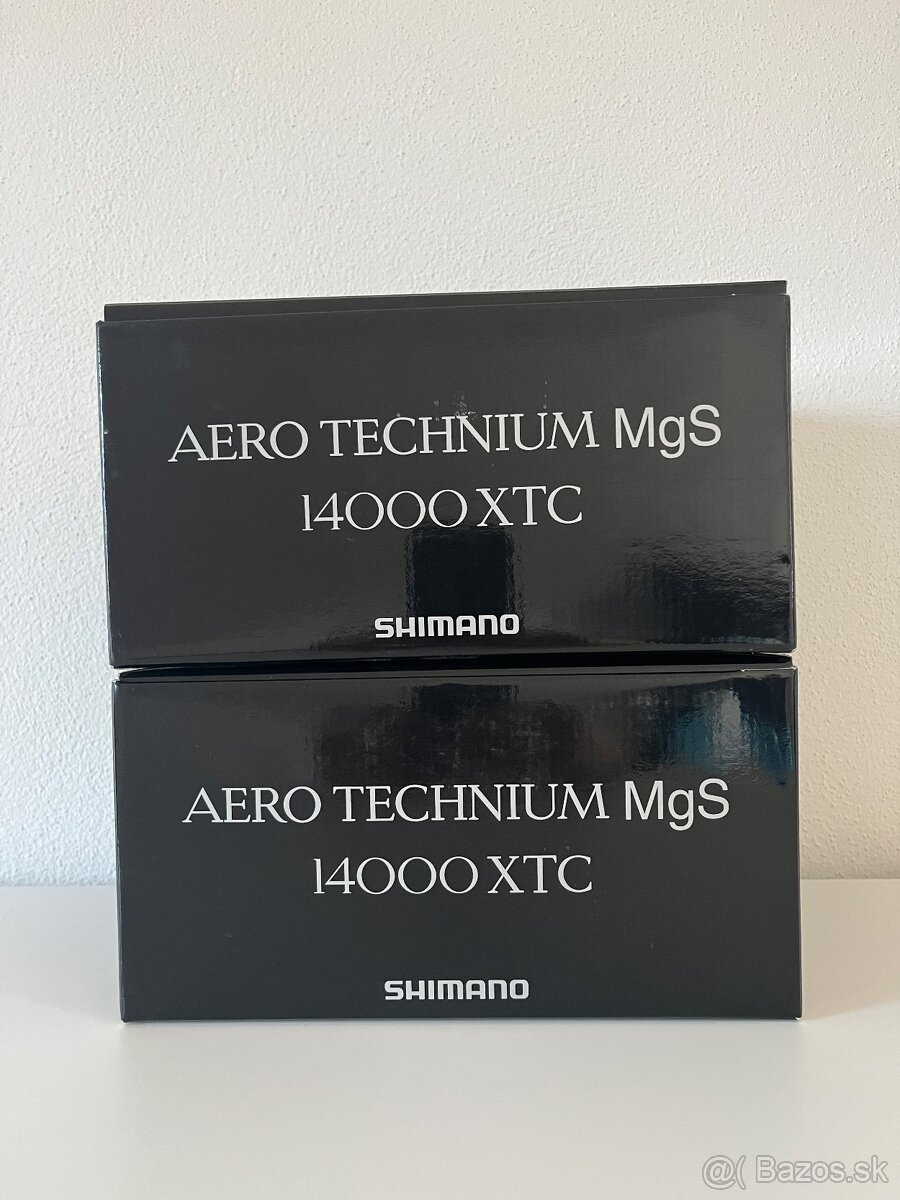 AERO TECHNIUM MgS
14000 XTC
SHIMANO
AERO TECHNIUM MgS
14000 XTC
SHIMANO
@( Bazos.sk